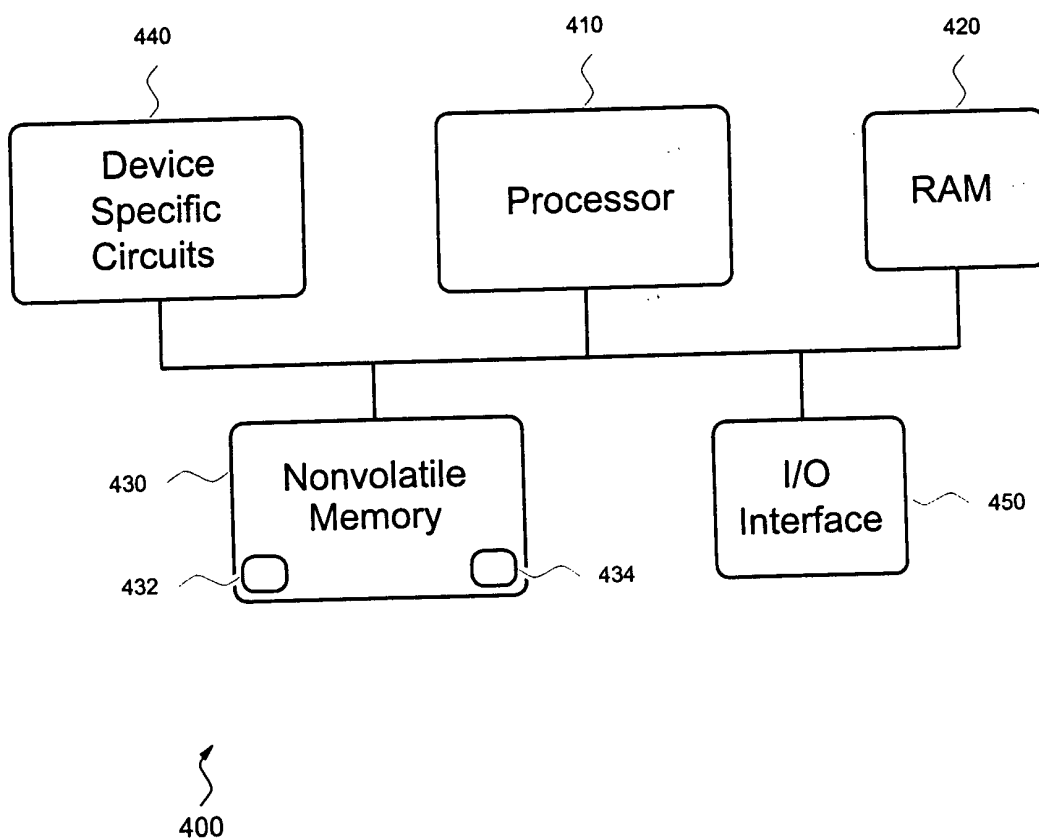 440
410
420
Device
Specific
Circuits
Processor
RAM
430
Nonvolatile
Memory
432
434
I/O
Interface
450
400